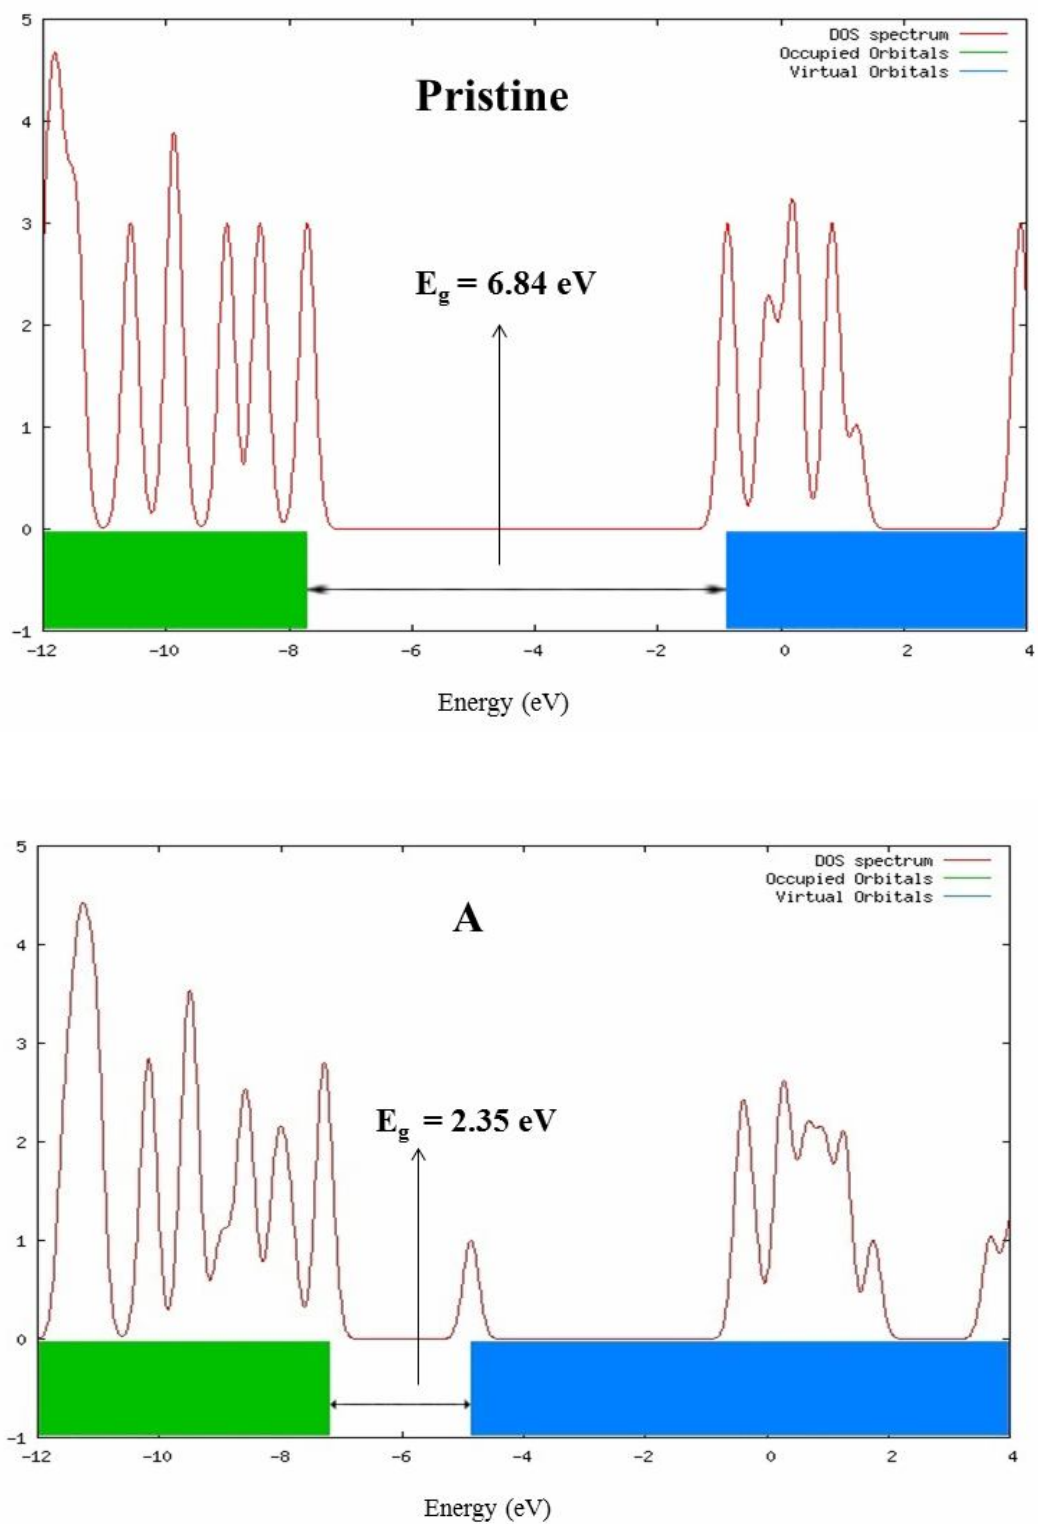 5
DOS spectrum
Occupied Orbitals
Virtual Orbitals
Pristine
4
3
E_g = 6.84 eV
2
1
0
-1
-12 -10 -8 -6 -4 -2 0 2 4
Energy (eV)
5
DOS spectrum
Occupied Orbitals
Virtual Orbitals
A
4
3
E_g = 2.35 eV
2
1
0
-1
-12 -10 -8 -6 -4 -2 0 2 4
Energy (eV)